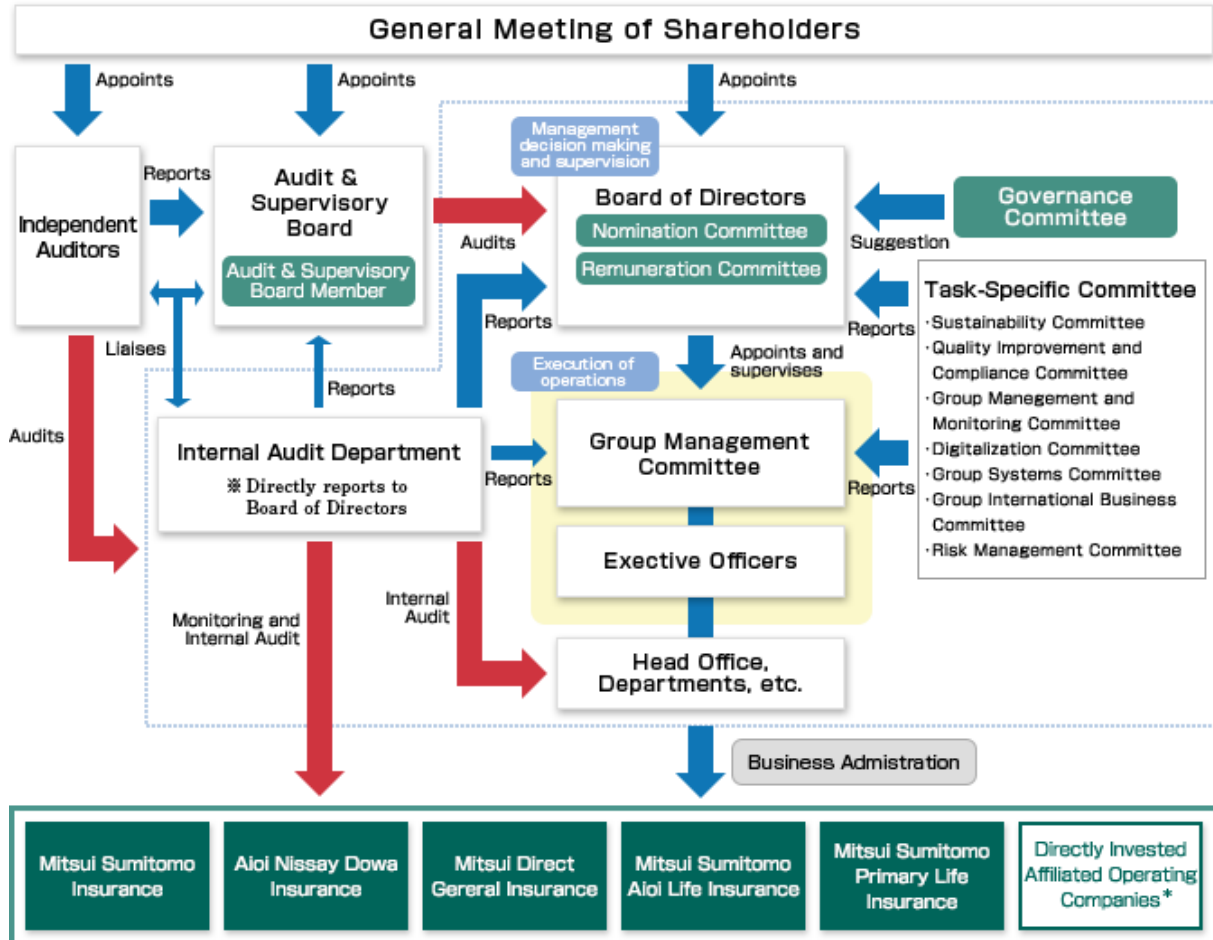 General Meeting of Shareholders
Appoints
Appoints
Appoints
Management
decision making
and supervision
Independent
Auditors
Reports
Audit &
Supervisory
Board
Audit & Supervisory
Board Member
Audits
Board of Directors
Nomination Committee
Remuneration Committee
Suggestion
Governance
Committee
Liaises
Reports
Reports
Reports
Task-Specific Committee
・Sustainability Committee
・Quality Improvement and
Compliance Committee
・Group Manegement and
Monitoring Committee
・Digitalization Committee
・Group Systems Committee
・Group International Business
Committee
・Risk Management Committee
Execution of
operations
Appoints and
supervises
Audits
Internal Audit Department
※ Directly reports to
Board of Directors
Reports
Group Management
Committee
Reports
Exective Officers
Monitoring and
Internal Audit
Internal
Audit
Head Office,
Departments, etc.
Business Admistration
Mitsui Sumitomo
Insurance
Aioi Nissay Dowa
Insurance
Mitsui Direct
Gereral Insurance
Mitsui Sumitomo
Aioi Life Insurance
Mitsui Sumitomo
Primary Life
Insurance
Directly Invested
Affiliated Operating
Companies*